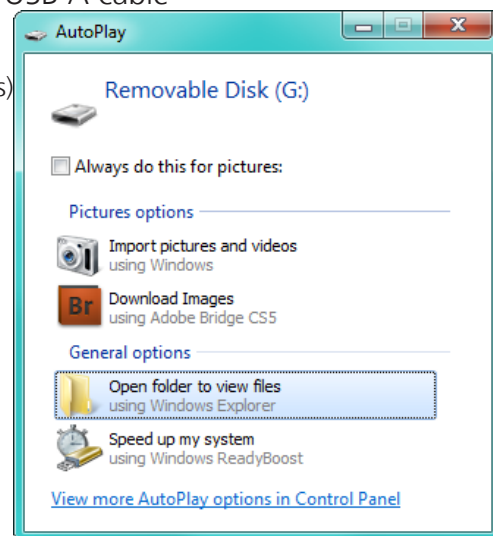 USB-A cable
AutoPlay
s)
Removable Disk (G:)
Always do this for pictures:
Pictures options
Import pictures and videos
using Windows
Br
Download Images
using Adobe Bridge CS5
General options
Open folder to view files
using Windows Explorer
Speed up my system
using Windows ReadyBoost
View more AutoPlay options in Control Panel